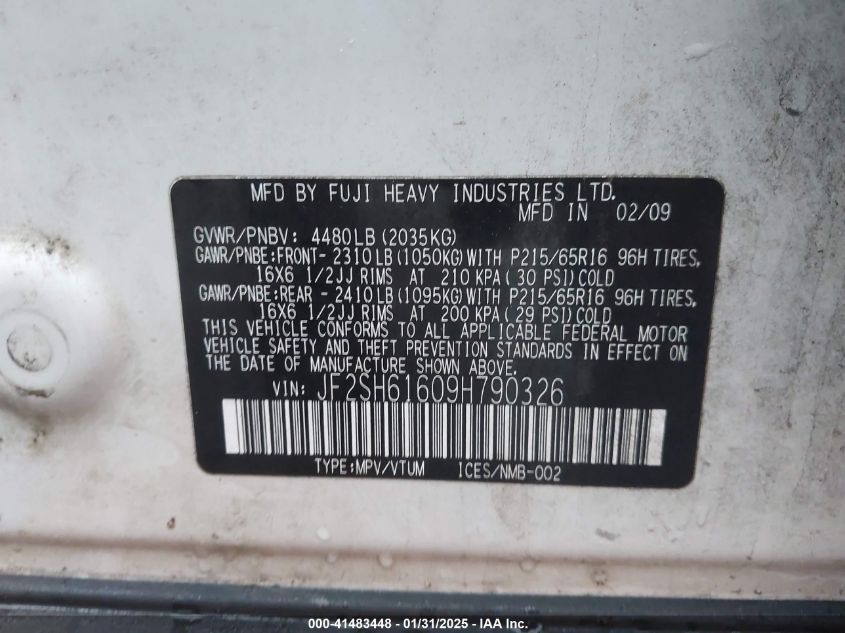 MFD BY FUJI HEAVY INDUSTRIES LTD.
MFD IN 02/09
GVWR/PNBV: 4480LB(2035KG)
GAWR/PNBE:FRONT- 2310LB(1050KG)WITH P215/65R16 96H TIRES,
16X6 1/2JJ RIMS AT 210 KPA( 30 PSI)COLD
GAWR/PNBE:REAR - 2410LB(1095KG)WITH P215/65R16 96H TIRES,
16X6 1/2JJ RIMS AT 200 KPA( 29 PSI)COLD
THIS VEHICLE CONFORMS TO ALL APPLICABLE FEDERAL MOTOR
VEHICLE SAFETY AND THEFT PREVENTION STANDARDS IN EFFECT ON
THE DATE OF MANUFACTURE SHOWN ABOVE.
VIN: JF2SH61609H790326
TYPE:MPV/VTUM ICES/NMB-002
000-41483448 - 01/31/2025 - IAA Inc.